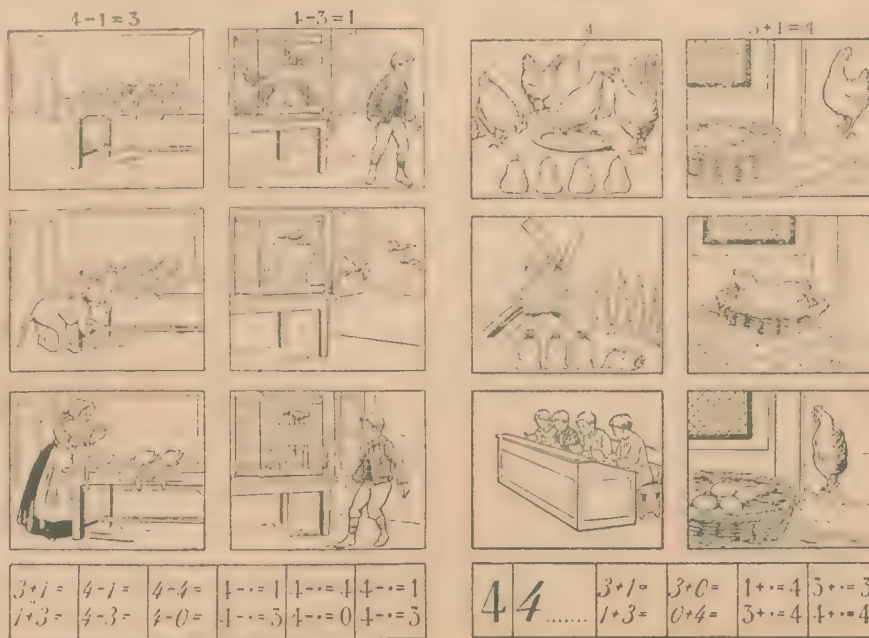 4-1=3
4-3=1
3+1= 4-1= 4-4= 4-·=1 4-·=4 4-·=1
1+3= 4-3= 4-0= 4-·=3 4-·=0 4-·=3
4
3+1=4
4 4 ........
3+1= 3+0= 1+·=4 3+·=3
1+3= 0+4= 3+·=4 4+·=4